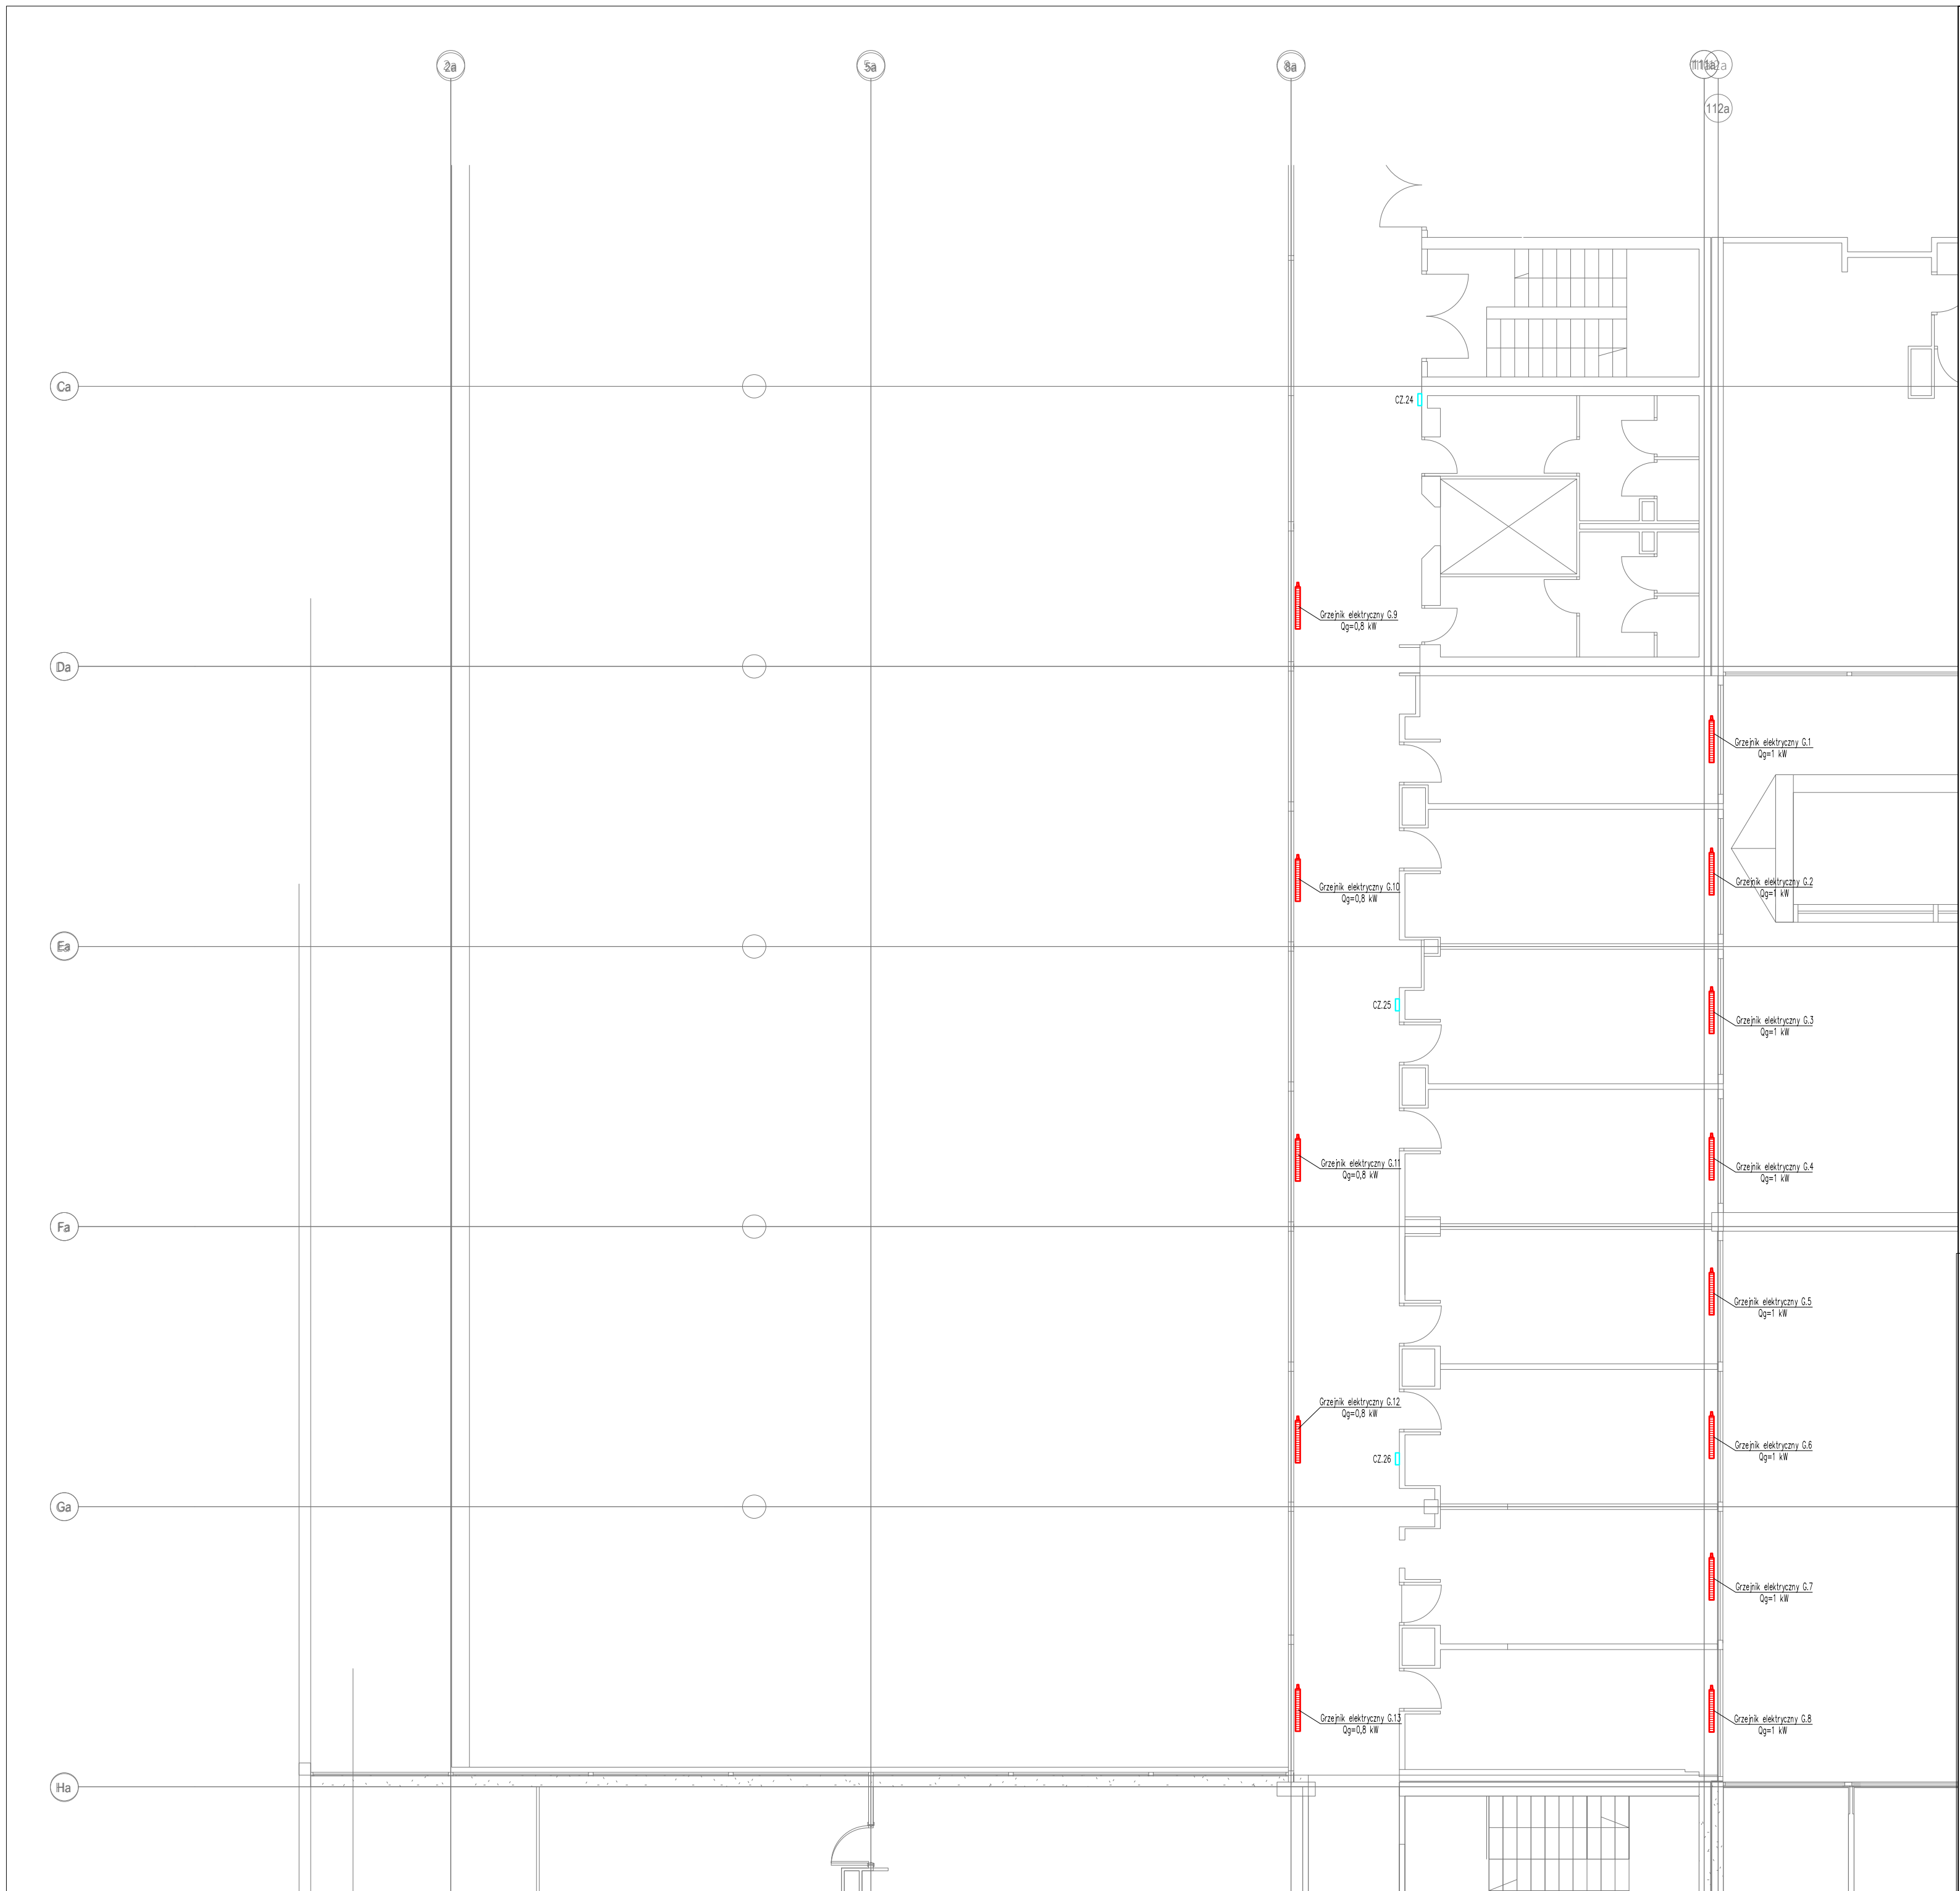 2a
5a
8a
111a
112a
112a
Ca
CZ.24
Grzejnik elektryczny G.9
Qg=0,8 kW
Da
Grzejnik elektryczny G.1
Qg=1 kW
Grzejnik elektryczny G.10
Qg=0,8 kW
Grzejnik elektryczny G.2
Qg=1 kW
Ea
CZ.25
Grzejnik elektryczny G.3
Qg=1 kW
Grzejnik elektryczny G.11
Qg=0,8 kW
Grzejnik elektryczny G.4
Qg=1 kW
Fa
Grzejnik elektryczny G.5
Qg=1 kW
Grzejnik elektryczny G.12
Qg=0,8 kW
CZ.26
Grzejnik elektryczny G.6
Qg=1 kW
Ga
Grzejnik elektryczny G.7
Qg=1 kW
Grzejnik elektryczny G.13
Qg=0,8 kW
Grzejnik elektryczny G.8
Qg=1 kW
Ha